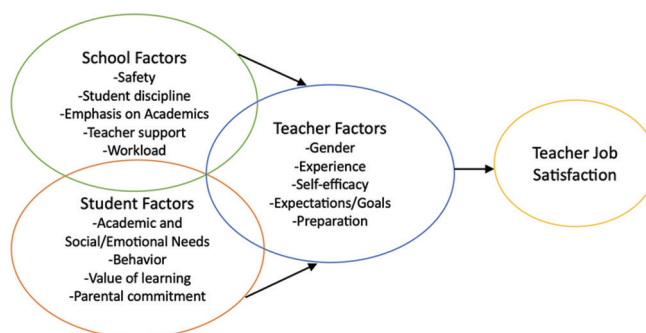 School Factors
-Safety
-Student discipline
-Emphasis on Academics
-Teacher support
-Workload
Student Factors
-Academic and
Social/Emotional Needs
-Behavior
-Value of learning
-Parental commitment
Teacher Factors
-Gender
-Experience
-Self-efficacy
-Expectations/Goals
-Preparation
Teacher Job
Satisfaction